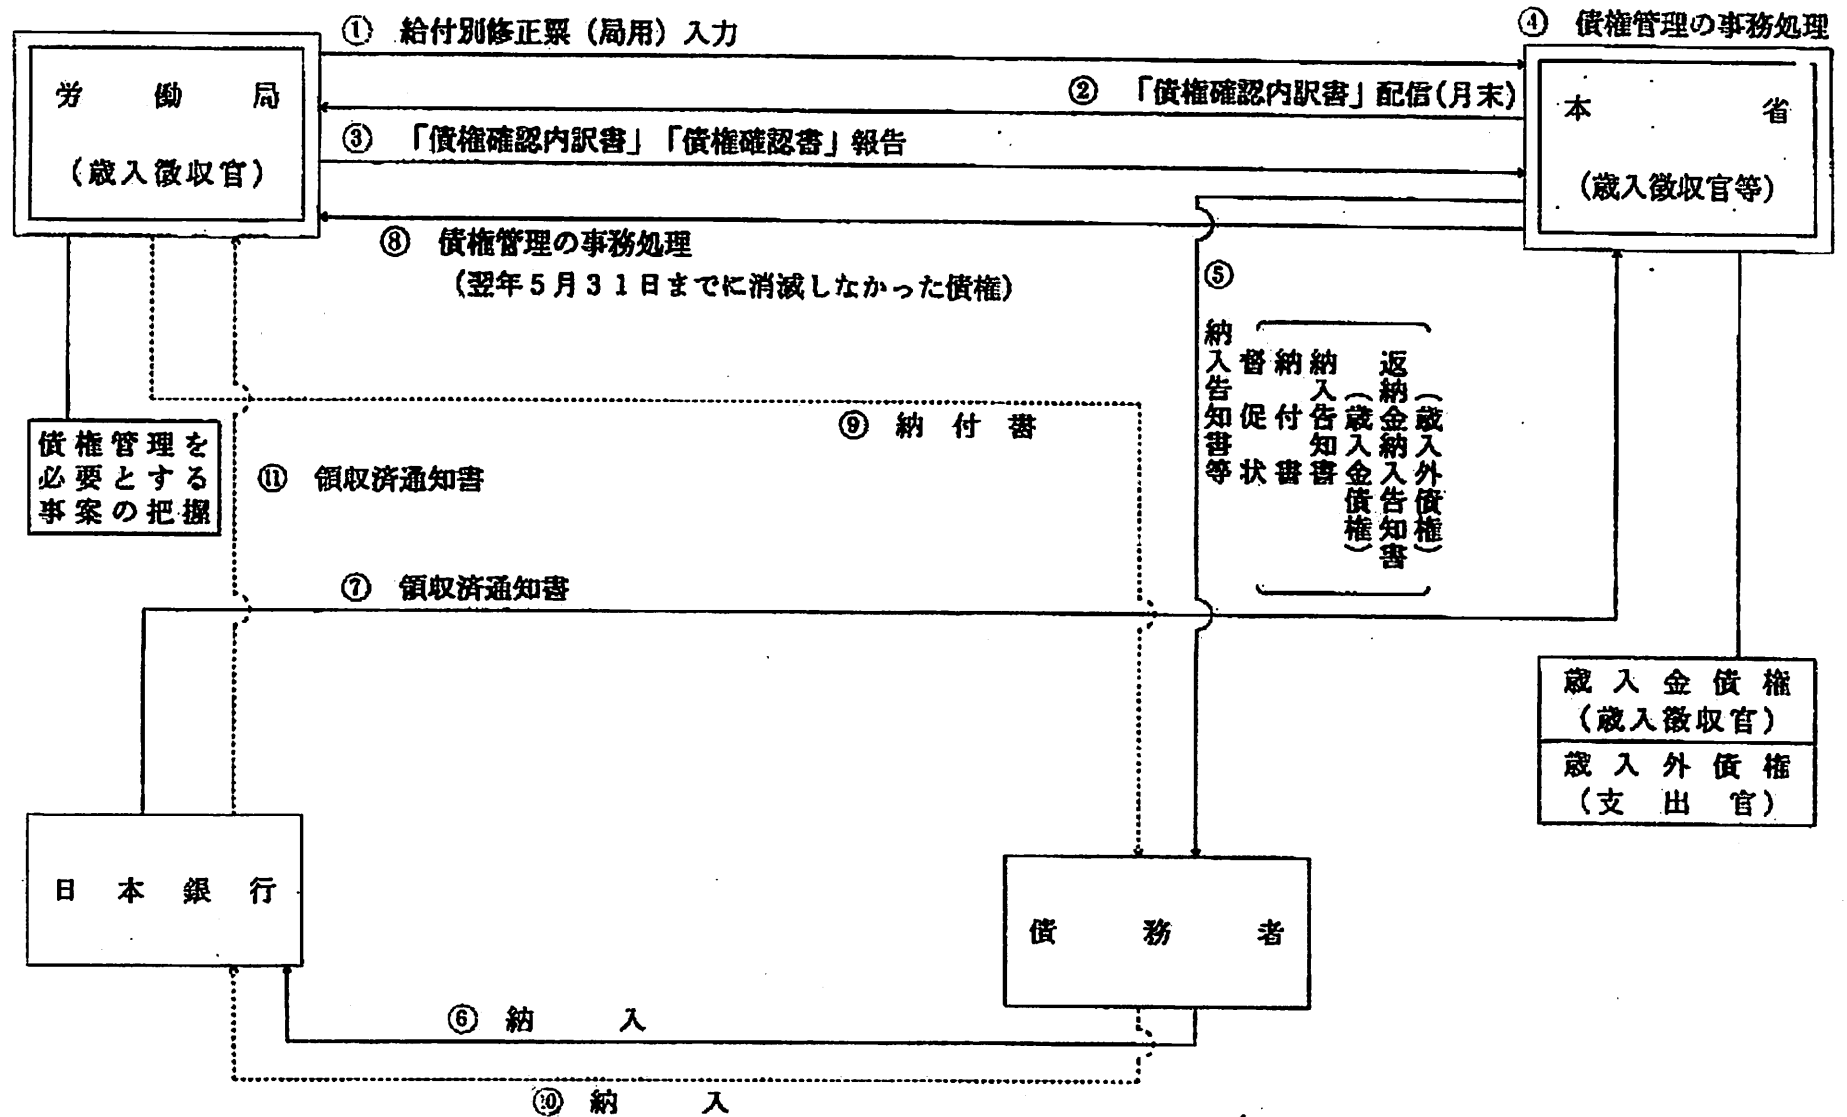 ① 給付別修正票（局用）入力
④ 債権管理の事務処理
労働局
（歳入徴収官）
② 「債権確認内訳書」配信（月末）
本省
（歳入徴収官等）
③ 「債権確認内訳書」「債権確認書」報告
⑧ 債権管理の事務処理
（翌年５月３１日までに消滅しなかった債権）
⑤
納入告知書等
督促状
納付書
納入告知書
（歳入金債権）
返納金納入告知書
（歳入外債権）
⑨ 納付書
債権管理を
必要とする
事案の把握
⑪ 領収済通知書
⑦ 領収済通知書
歳入金債権
（歳入徴収官）
歳入外債権
（支出官）
日本銀行
債務者
⑥ 納入
⑩ 納入